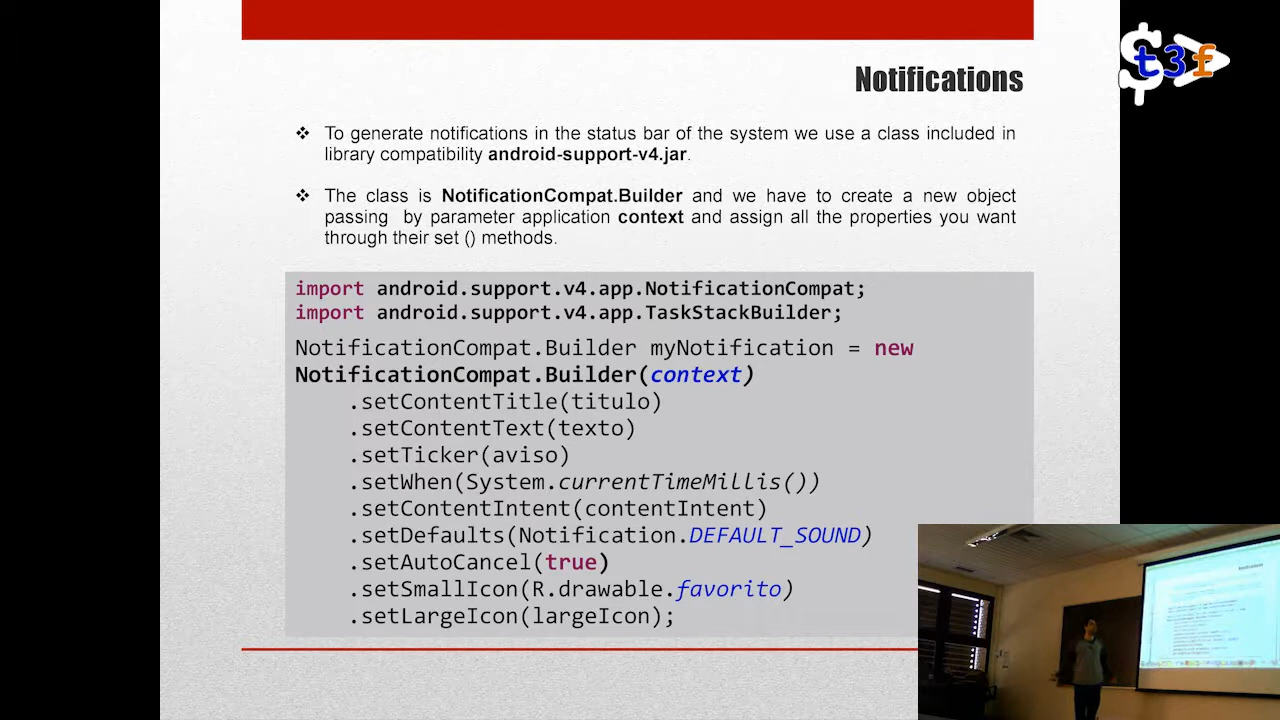 Notifications
$t3f
❖ To generate notifications in the status bar of the system we use a class included in
library compatibility android-support-v4.jar.
❖ The class is NotificationCompat.Builder and we have to create a new object
passing by parameter application context and assign all the properties you want
through their set () methods.
import android.support.v4.app.NotificationCompat;
import android.support.v4.app.TaskStackBuilder;
NotificationCompat.Builder myNotification = new
NotificationCompat.Builder(context)
.setContentTitle(titulo)
.setContentText(texto)
.setTicker(aviso)
.setWhen(System.currentTimeMillis())
.setContentIntent(contentIntent)
.setDefaults(Notification.DEFAULT_SOUND)
.setAutoCancel(true)
.setSmallIcon(R.drawable.favorito)
.setLargeIcon(largeIcon);
Notifications